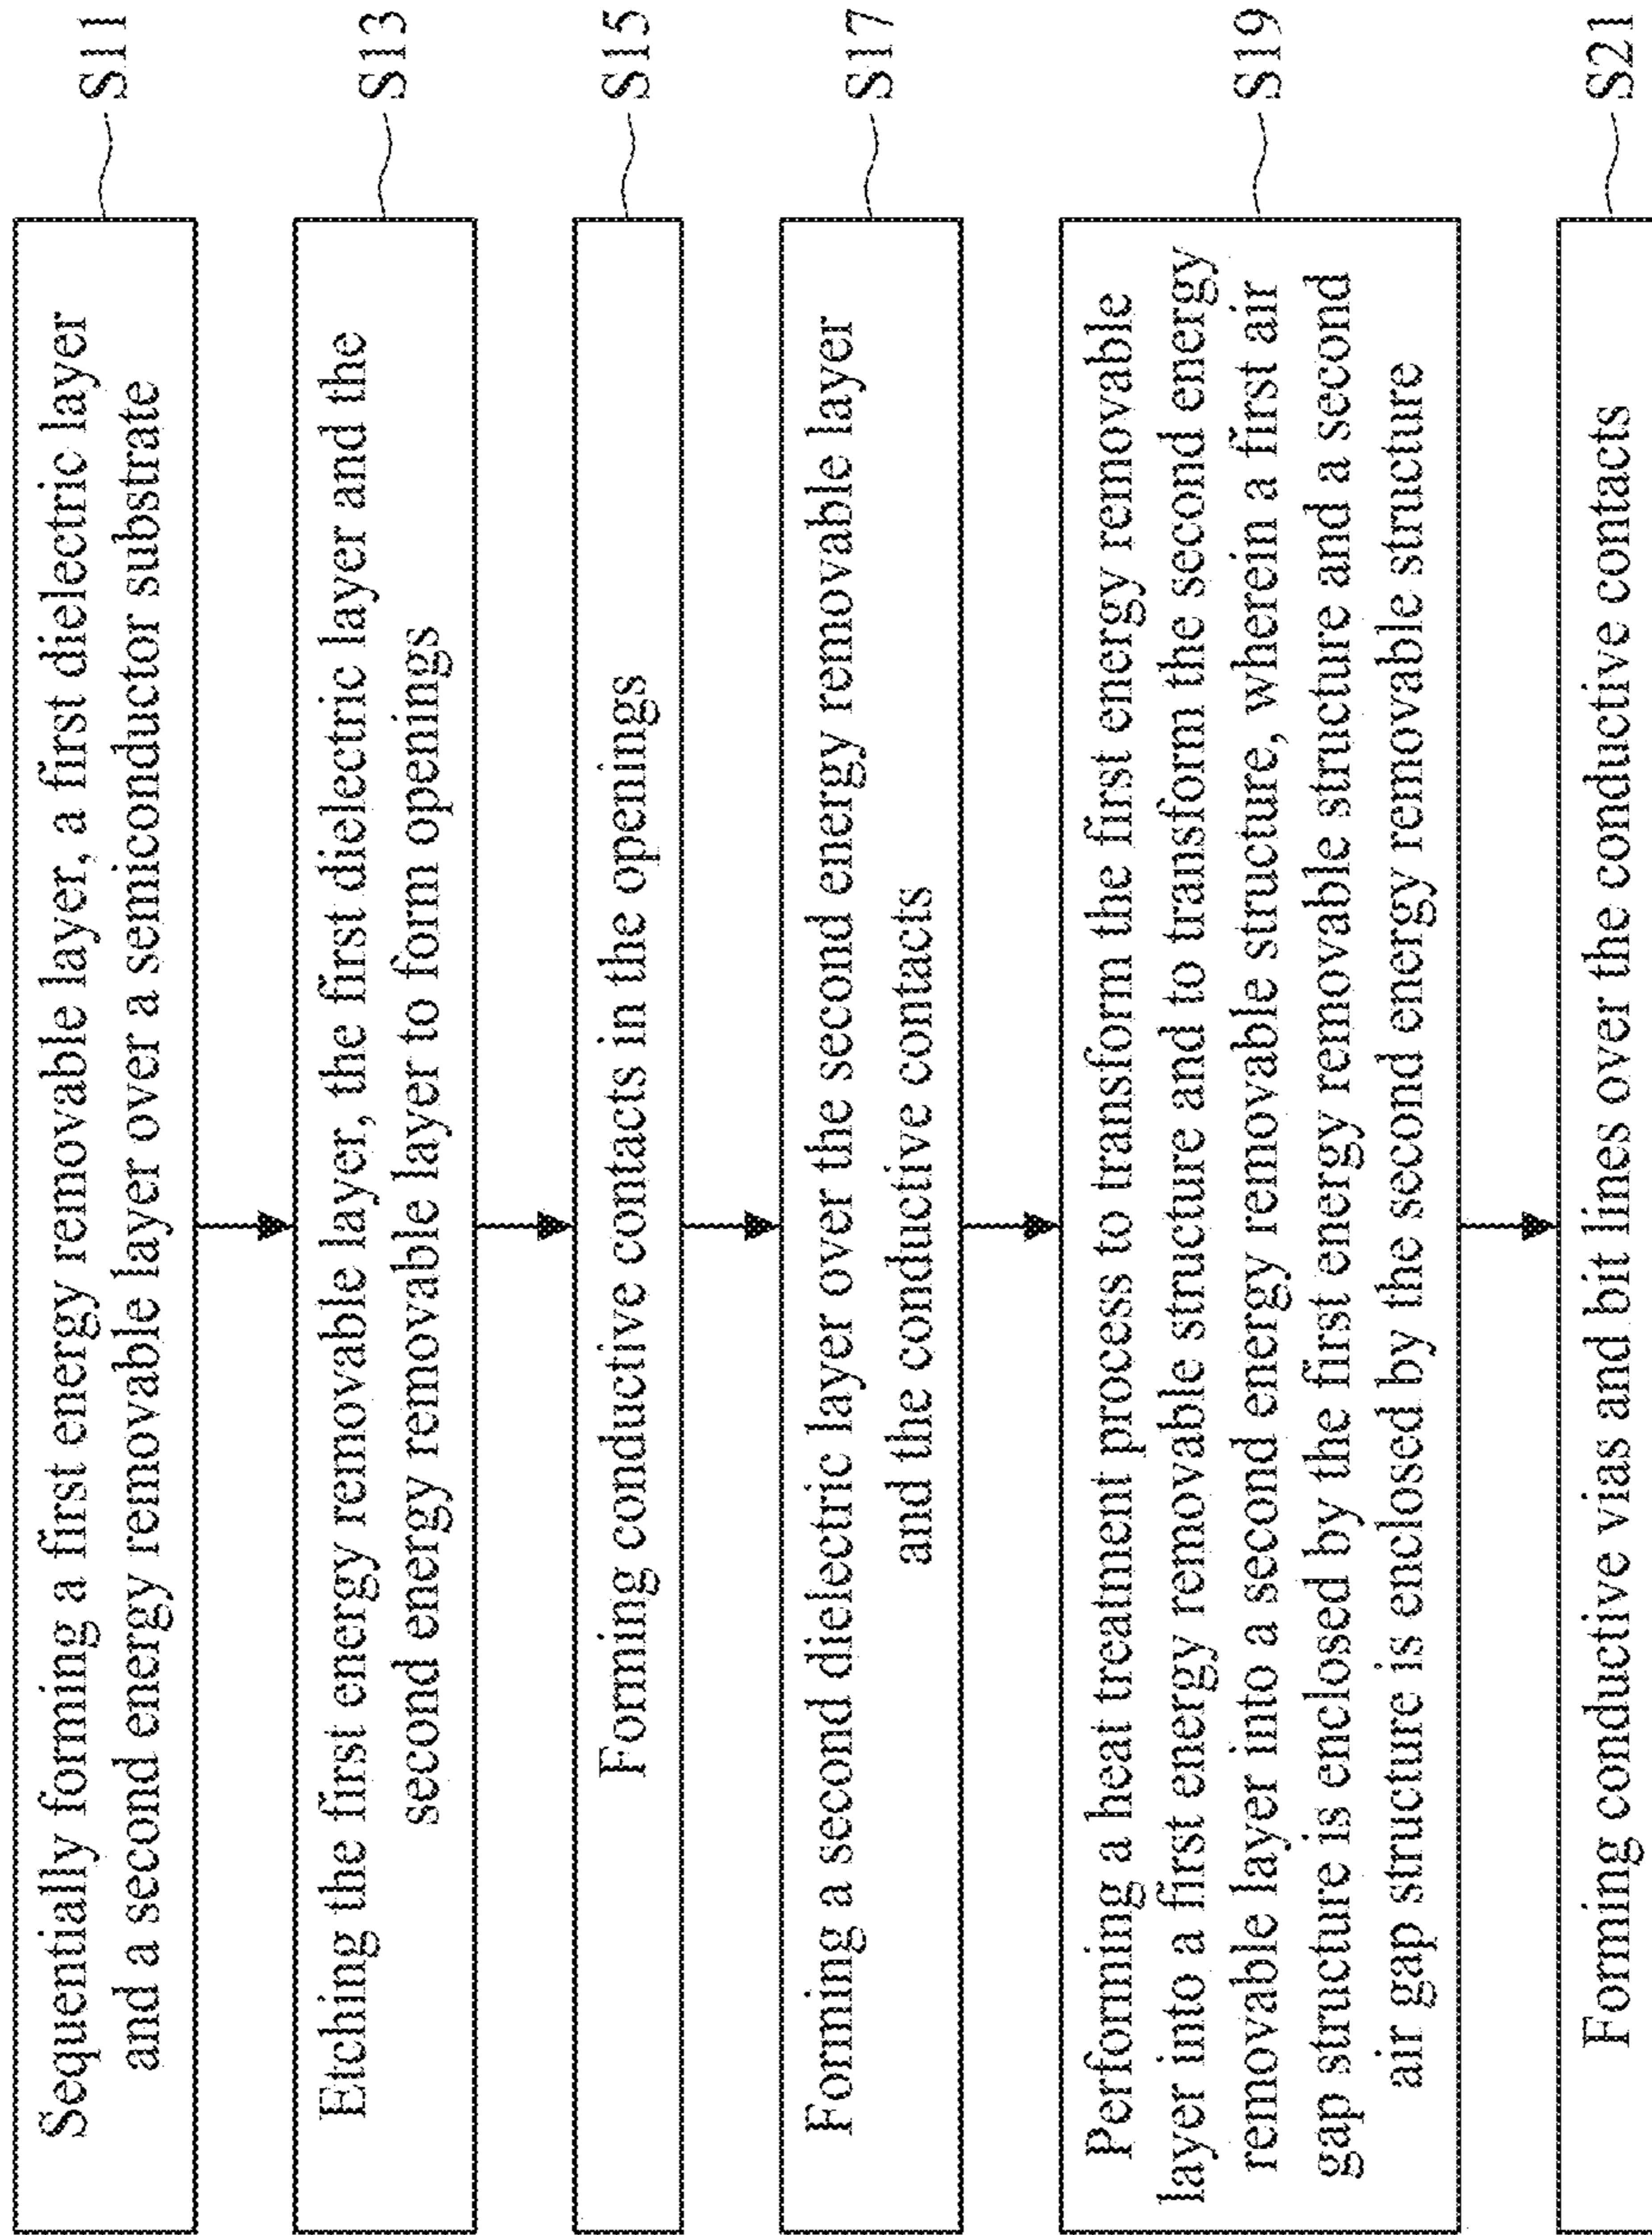 Sequentially forming a first energy removable layer, a first dielectric layer
and a second energy removable layer over a semiconductor substrate
S11
Etching the first energy removable layer, the first dielectric layer and the
second energy removable layer to form openings
S13
Forming conductive contacts in the openings
S15
Forming a second dielectric layer over the second energy removable layer
and the conductive contacts
S17
Performing a heat treatment process to transform the first energy removable
layer into a first energy removable structure and to transform the second energy
removable layer into a second energy removable structure, wherein a first air
gap structure is enclosed by the first energy removable structure and a second
air gap structure is enclosed by the second energy removable structure
S19
Forming conductive vias and bit lines over the conductive contacts
S21